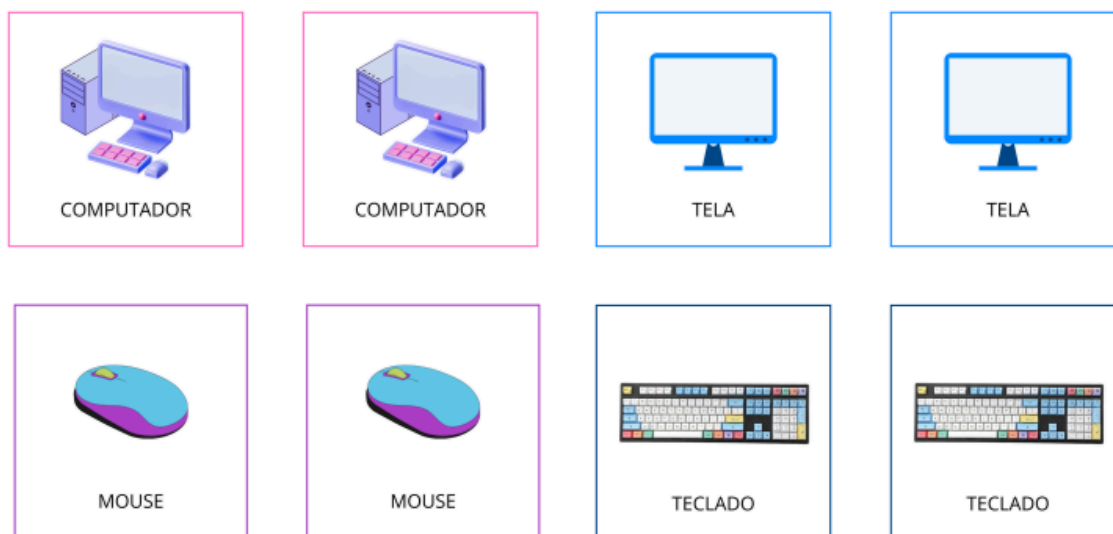 COMPUTADOR
COMPUTADOR
TELA
TELA
MOUSE
MOUSE
TECLADO
TECLADO